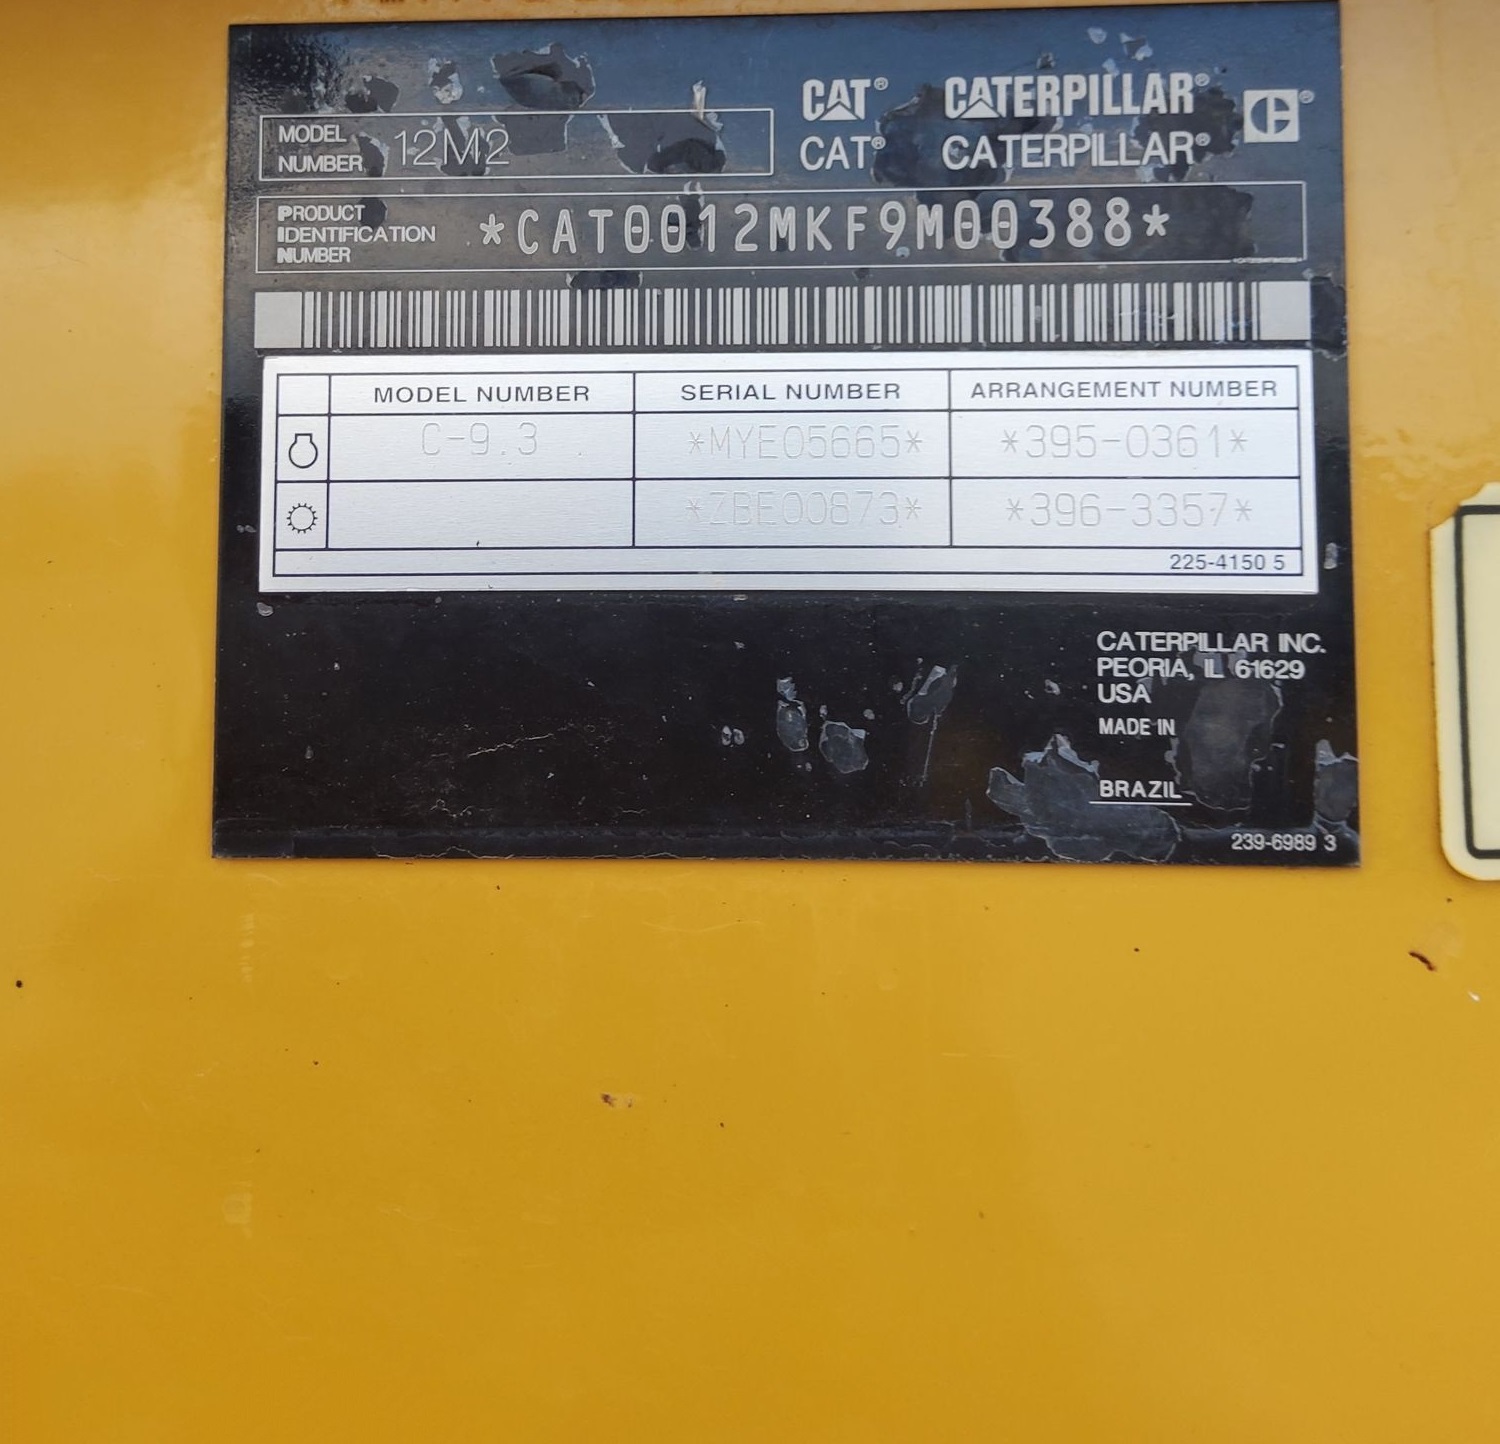 CAT® CATERPILLAR®
CAT® CATERPILLAR®
MODEL NUMBER 12M2
PRODUCT IDENTIFICATION NUMBER *CAT0012MKF9M00388*
MODEL NUMBER SERIAL NUMBER ARRANGEMENT NUMBER
C-9.3 *MYE05665* *395-0361*
*ZBE00873* *396-3357*
225-4150 5
CATERPILLAR INC.
PEORIA, IL 61629
USA
MADE IN
BRAZIL
239-6989 3